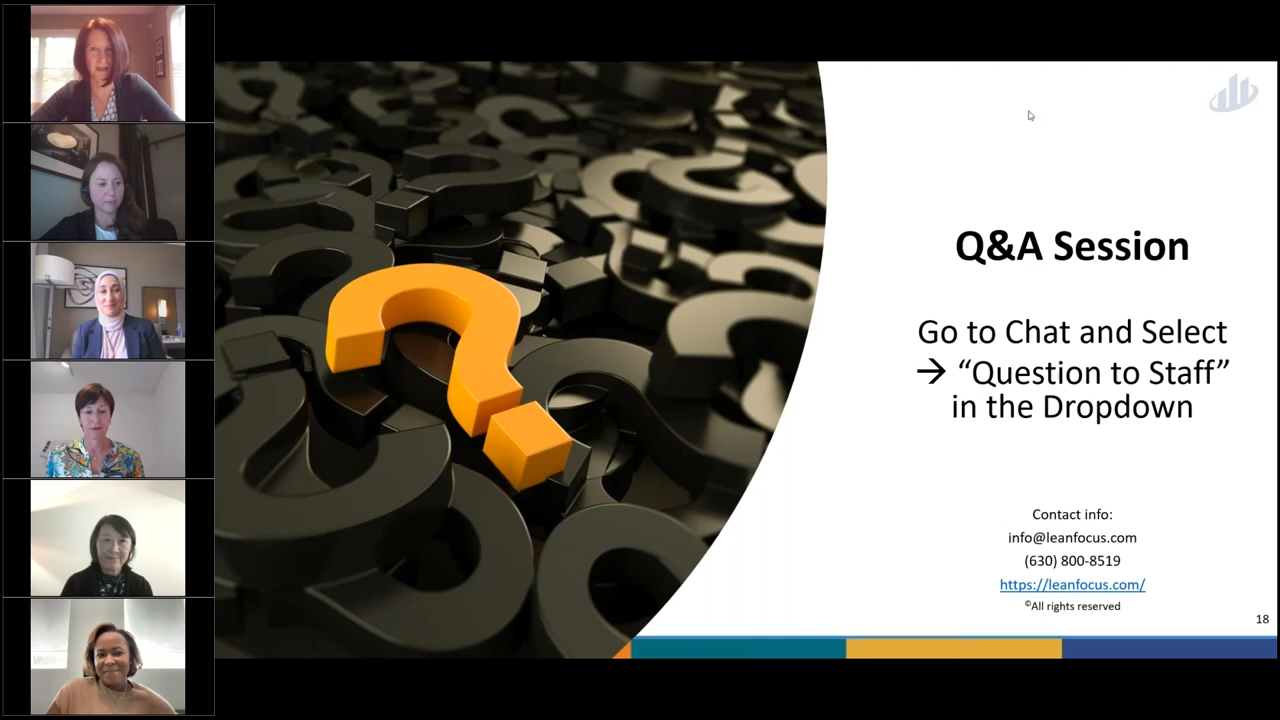 Q&A Session
Go to Chat and Select
→ “Question to Staff”
in the Dropdown
Contact info:
info@leanfocus.com
(630) 800-8519
https://leanfocus.com/
©All rights reserved
18